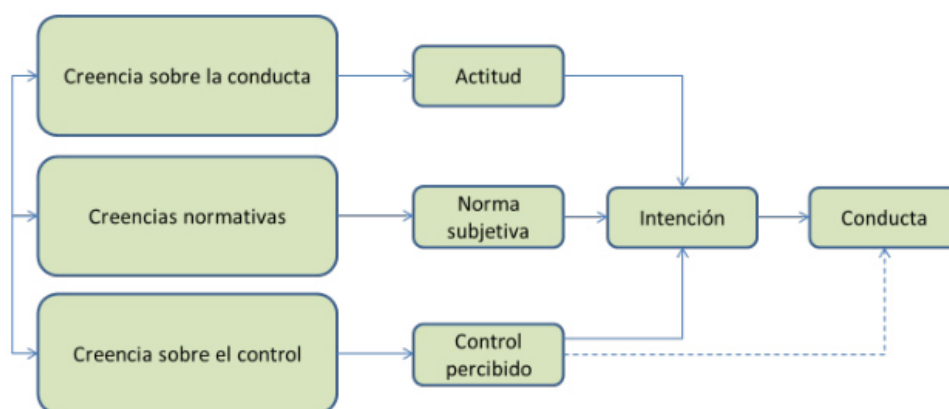 Creencia sobre la conducta
Actitud
Creencias normativas
Norma
subjetiva
Intención
Conducta
Creencia sobre el control
Control
percibido